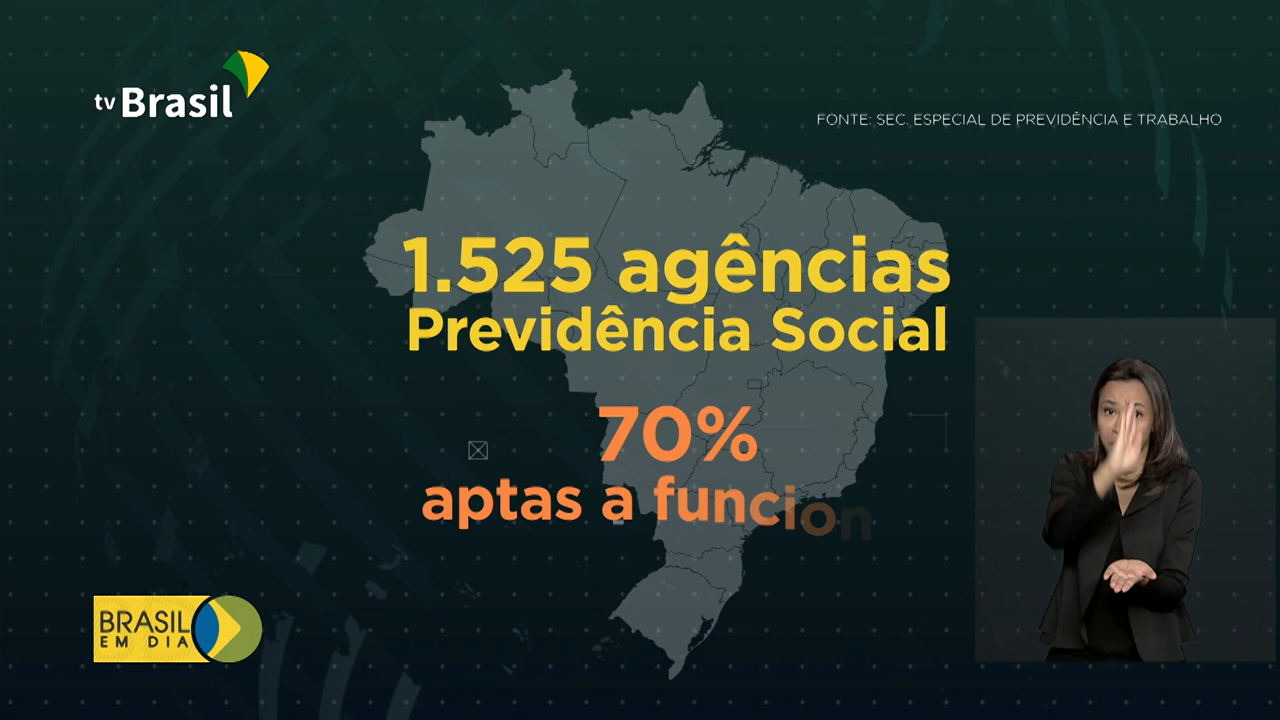 tv Brasil
FONTE: SEC. ESPECIAL DE PREVIDÊNCIA E TRABALHO
1.525 agências
Previdência Social
70%
aptas a funcion
BRASIL
EM DIA